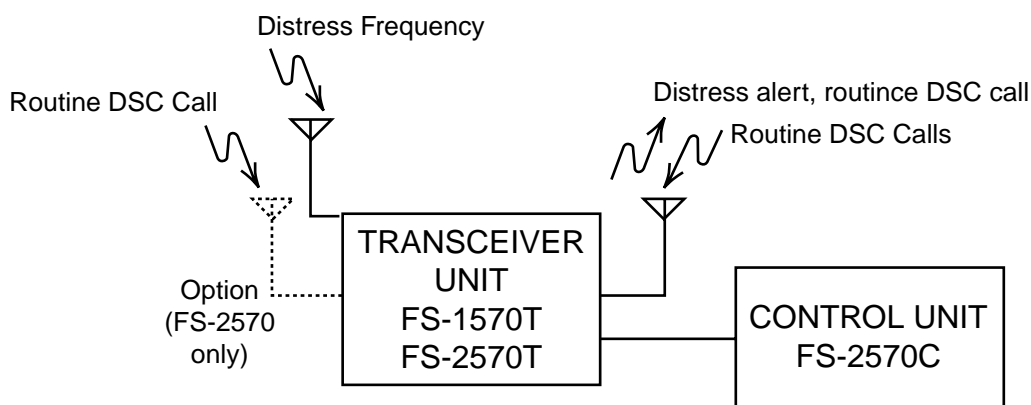 Distress Frequency
Routine DSC Call
Distress alert, routince DSC call
Routine DSC Calls
TRANSCEIVER
UNIT
FS-1570T
FS-2570T
Option
(FS-2570
only)
CONTROL UNIT
FS-2570C